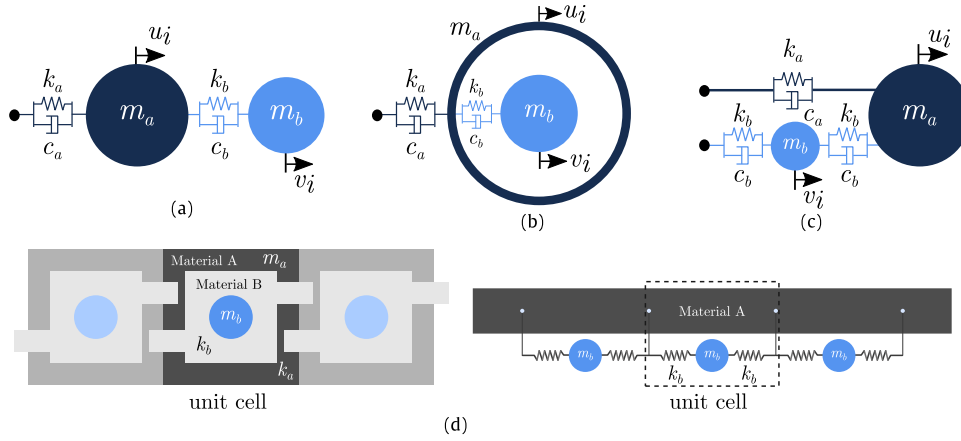 u_i
k_a
k_b
m_a
m_b
c_a
c_b
v_i
(a)
u_i
m_a
k_a
k_b
m_b
c_a
c_b
v_i
(b)
u_i
k_a
m_a
c_a
k_b
k_b
m_b
c_b
c_b
v_i
(c)
Material A
m_a
Material B
m_b
k_b
k_a
unit cell
Material A
m_b
m_b
m_b
k_b
k_b
unit cell
(d)